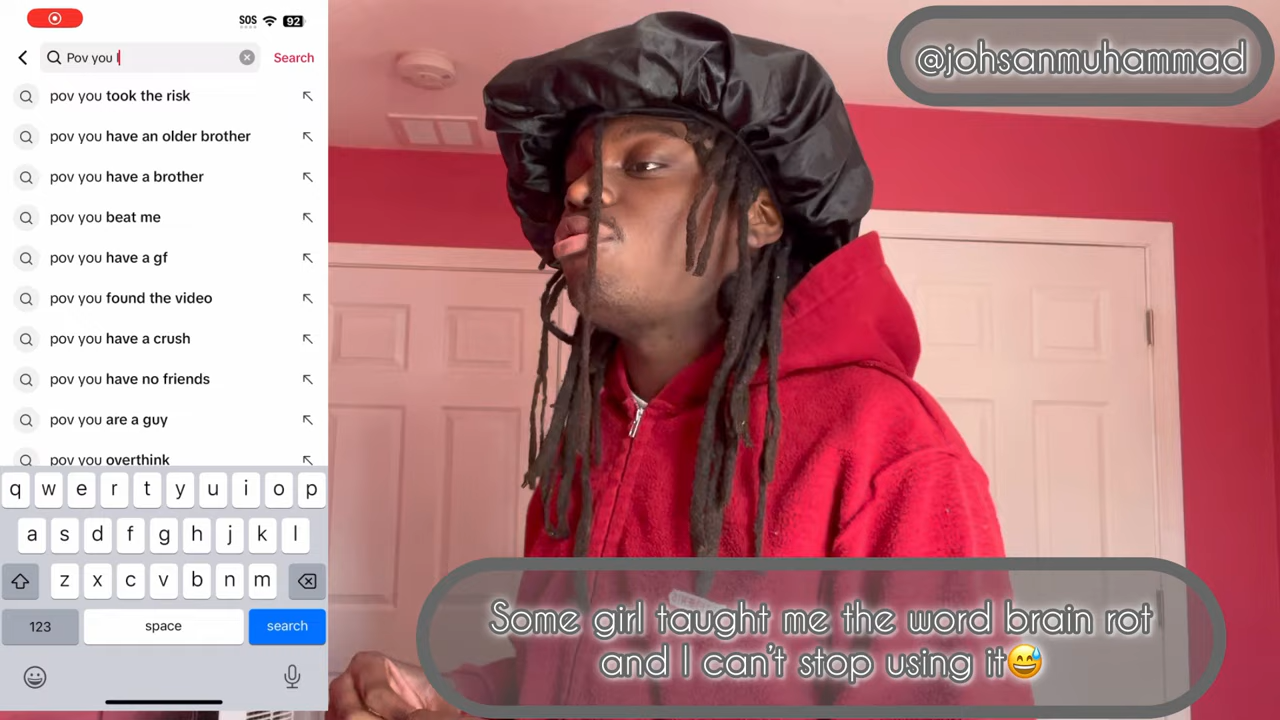 SOS 92
Pov you l
Search
pov you took the risk
pov you have an older brother
pov you have a brother
pov you beat me
pov you have a gf
pov you found the video
pov you have a crush
pov you have no friends
pov you are a guy
pov you overthink
q w e r t y u i o p
a s d f g h j k l
z x c v b n m
123 space search
@johsanmuhammad
Some girl taught me the word brain rot
and I can't stop using it😅